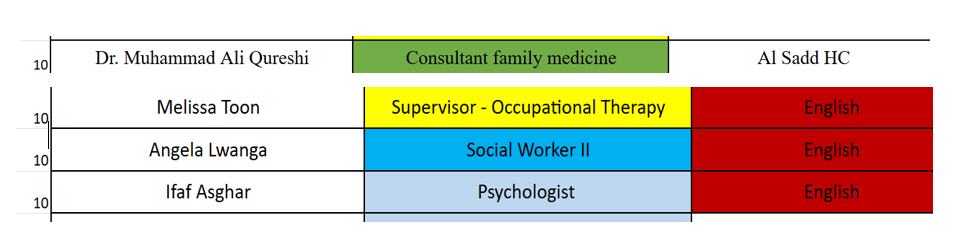 10 Dr. Muhammad Ali Qureshi Consultant family medicine Al Sadd HC
10 Melissa Toon Supervisor - Occupational Therapy English
10 Angela Lwanga Social Worker II English
10 Ifaf Asghar Psychologist English